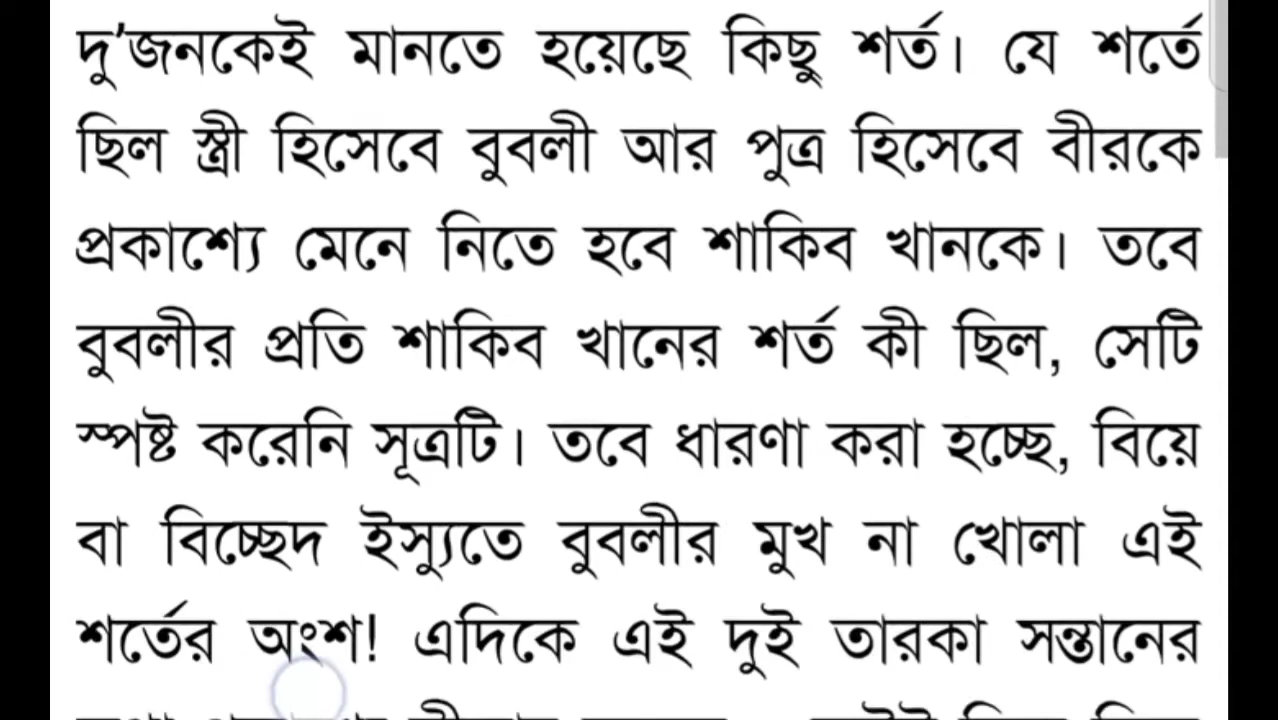 দু’জনকেই মানতে হয়েছে কিছু শর্ত। যে শর্তে
ছিল স্ত্রী হিসেবে বুবলী আর পুত্র হিসেবে বীরকে
প্রকাশ্যে মেনে নিতে হবে শাকিব খানকে। তবে
বুবলীর প্রতি শাকিব খানের শর্ত কী ছিল, সেটি
স্পষ্ট করেনি সূত্রটি। তবে ধারণা করা হচ্ছে, বিয়ে
বা বিচ্ছেদ ইস্যুতে বুবলীর মুখ না খোলা এই
শর্তের অংশ! এদিকে এই দুই তারকা সন্তানের